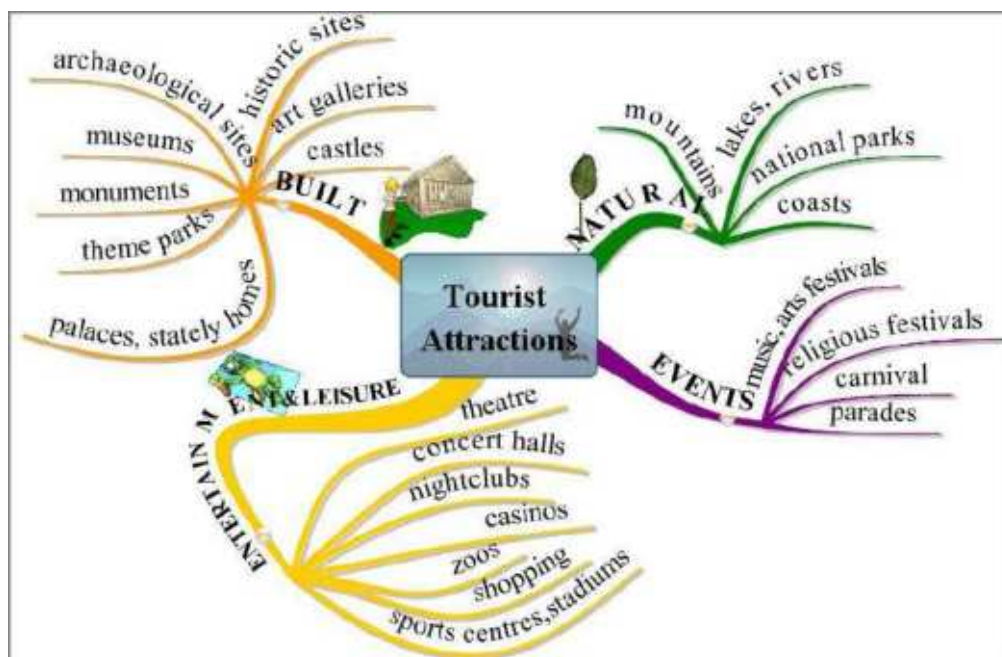 Tourist
Attractions
BUILT
archaeological sites
historic sites
art galleries
castles
museums
monuments
theme parks
palaces, stately homes
NATURAL
mountains
lakes, rivers
national parks
coasts
EVENTS
music, arts festivals
religious festivals
carnival
parades
ENTERTAINMENT & LEISURE
theatre
concert halls
nightclubs
casinos
zoos
shopping
sports centres,stadiums